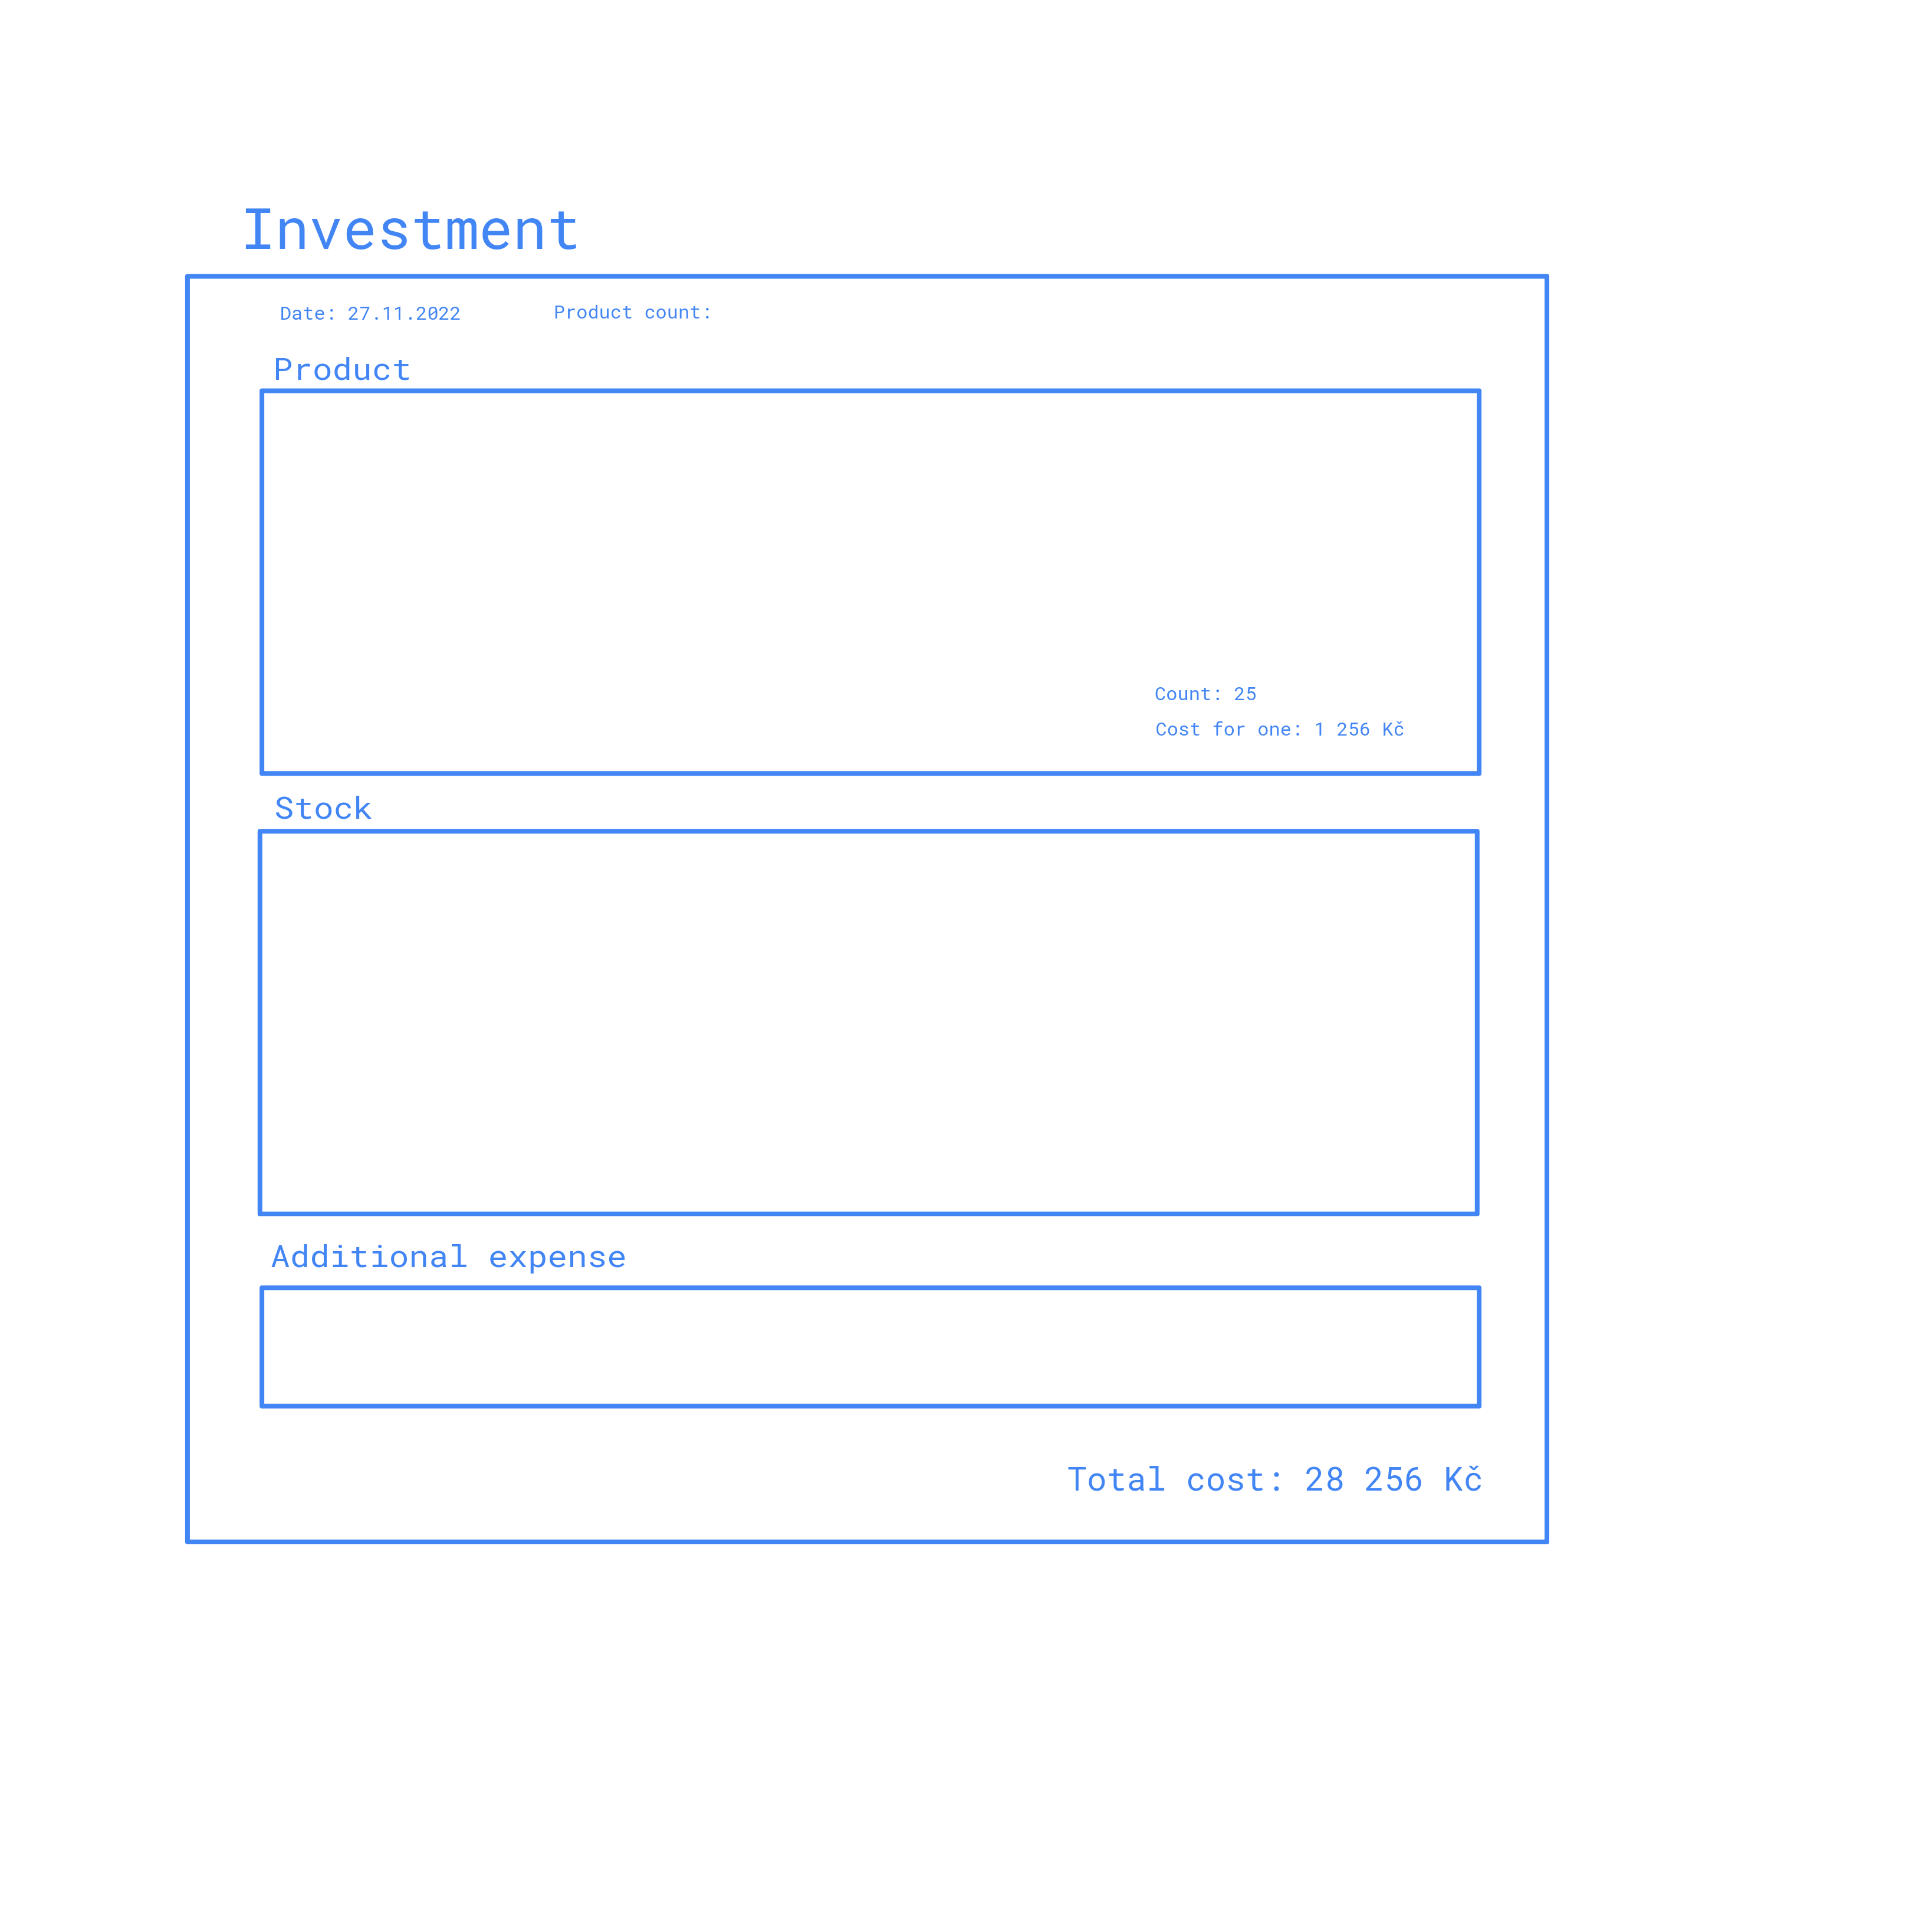 Investment
Date: 27.11.2022 Product count:
Product
Count: 25
Cost for one: 1 256 Kč
Stock
Additional expense
Total cost: 28 256 Kč